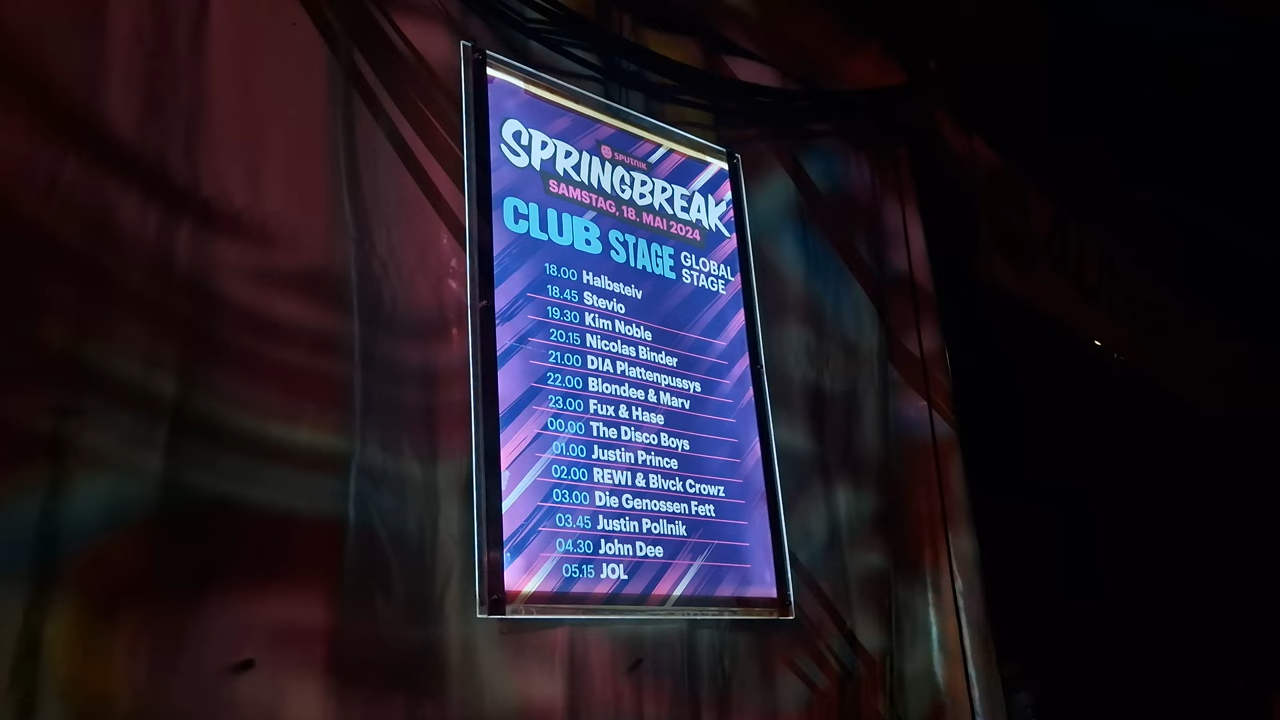 SPUTNIK
SPRINGBREAK
SAMSTAG, 18. MAI 2024
CLUB STAGE GLOBAL STAGE
18.00 Halbsteiv
18.45 Stevio
19.30 Kim Noble
20.15 Nicolas Binder
21.00 DIA Plattenpussys
22.00 Blondee & Marv
23.00 Fux & Hase
00.00 The Disco Boys
01.00 Justin Prince
02.00 REWI & Blvck Crowz
03.00 Die Genossen Fett
03.45 Justin Pollnik
04.30 John Dee
05.15 JOL